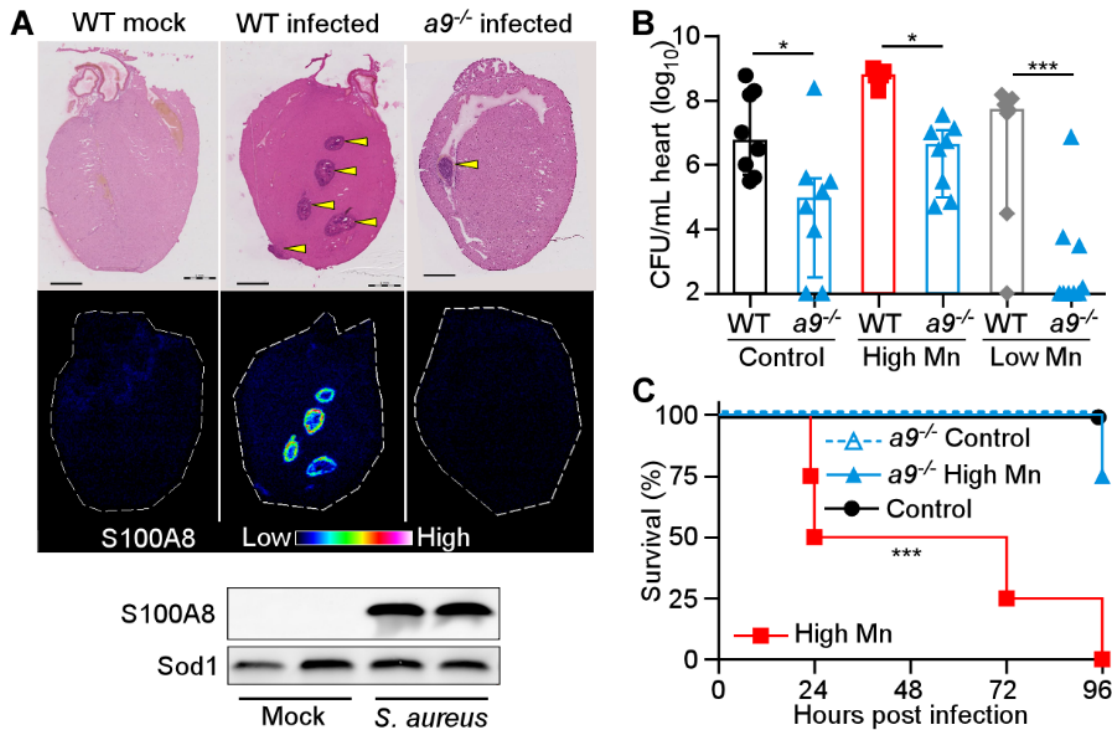 A
WT mock WT infected a9-/- infected
S100A8 Low High
S100A8
Sod1
Mock S. aureus
B
CFU/mL heart (log10)
10
8
6
4
2
* * ***
WT a9-/- WT a9-/- WT a9-/-
Control High Mn Low Mn
C
Survival (%)
100
75
50
25
0
a9-/- Control
a9-/- High Mn
Control
***
High Mn
0 24 48 72 96
Hours post infection